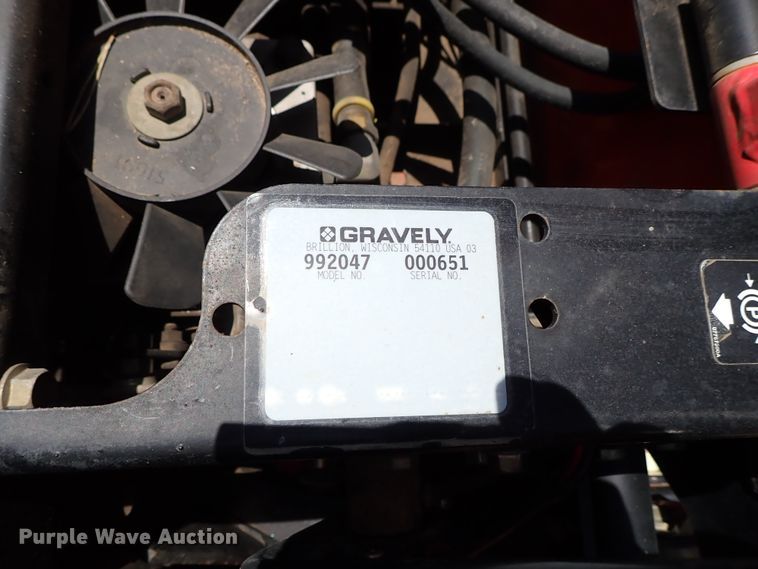 GRAVELY.
BRILLION, WISCONSIN 54110 USA 03
992047 000651
MODEL NO. SERIAL NO.
P
Purple Wave Auction